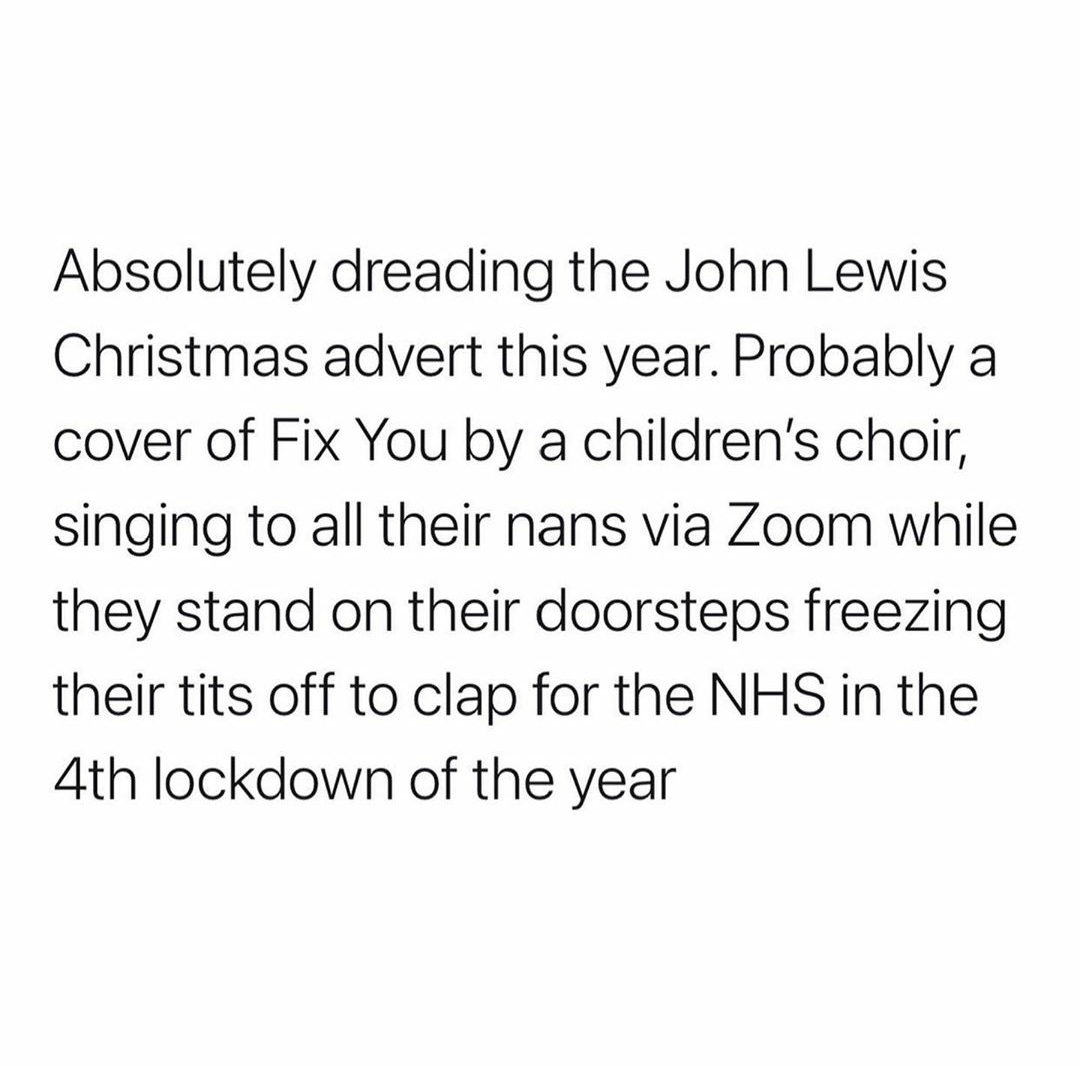 Absolutely dreading the John Lewis
Christmas advert this year. Probably a
cover of Fix You by a children’s choir,
singing to all their nans via Zoom while
they stand on their doorsteps freezing
their tits off to clap for the NHS in the
4th lockdown of the year